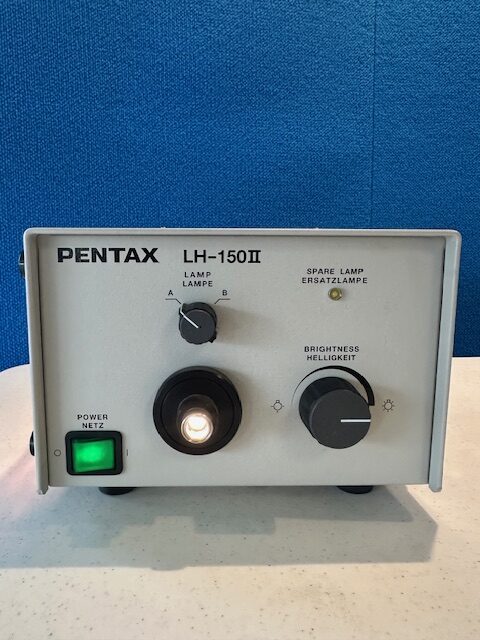 PENTAX LH-150II
LAMP
LAMPE
A B
SPARE LAMP
ERSATZLAMPE
BRIGHTNESS
HELLIGKEIT
POWER
NETZ
O I